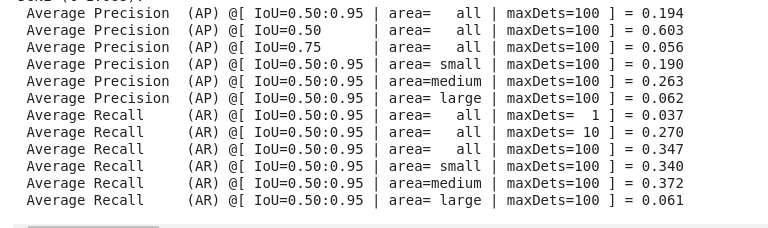 Average Precision  (AP) @[ IoU=0.50:0.95 | area=   all | maxDets=100 ] = 0.194
Average Precision  (AP) @[ IoU=0.50      | area=   all | maxDets=100 ] = 0.603
Average Precision  (AP) @[ IoU=0.75      | area=   all | maxDets=100 ] = 0.056
Average Precision  (AP) @[ IoU=0.50:0.95 | area= small | maxDets=100 ] = 0.190
Average Precision  (AP) @[ IoU=0.50:0.95 | area=medium | maxDets=100 ] = 0.263
Average Precision  (AP) @[ IoU=0.50:0.95 | area= large | maxDets=100 ] = 0.062
Average Recall     (AR) @[ IoU=0.50:0.95 | area=   all | maxDets=  1 ] = 0.037
Average Recall     (AR) @[ IoU=0.50:0.95 | area=   all | maxDets= 10 ] = 0.270
Average Recall     (AR) @[ IoU=0.50:0.95 | area=   all | maxDets=100 ] = 0.347
Average Recall     (AR) @[ IoU=0.50:0.95 | area= small | maxDets=100 ] = 0.340
Average Recall     (AR) @[ IoU=0.50:0.95 | area=medium | maxDets=100 ] = 0.372
Average Recall     (AR) @[ IoU=0.50:0.95 | area= large | maxDets=100 ] = 0.061